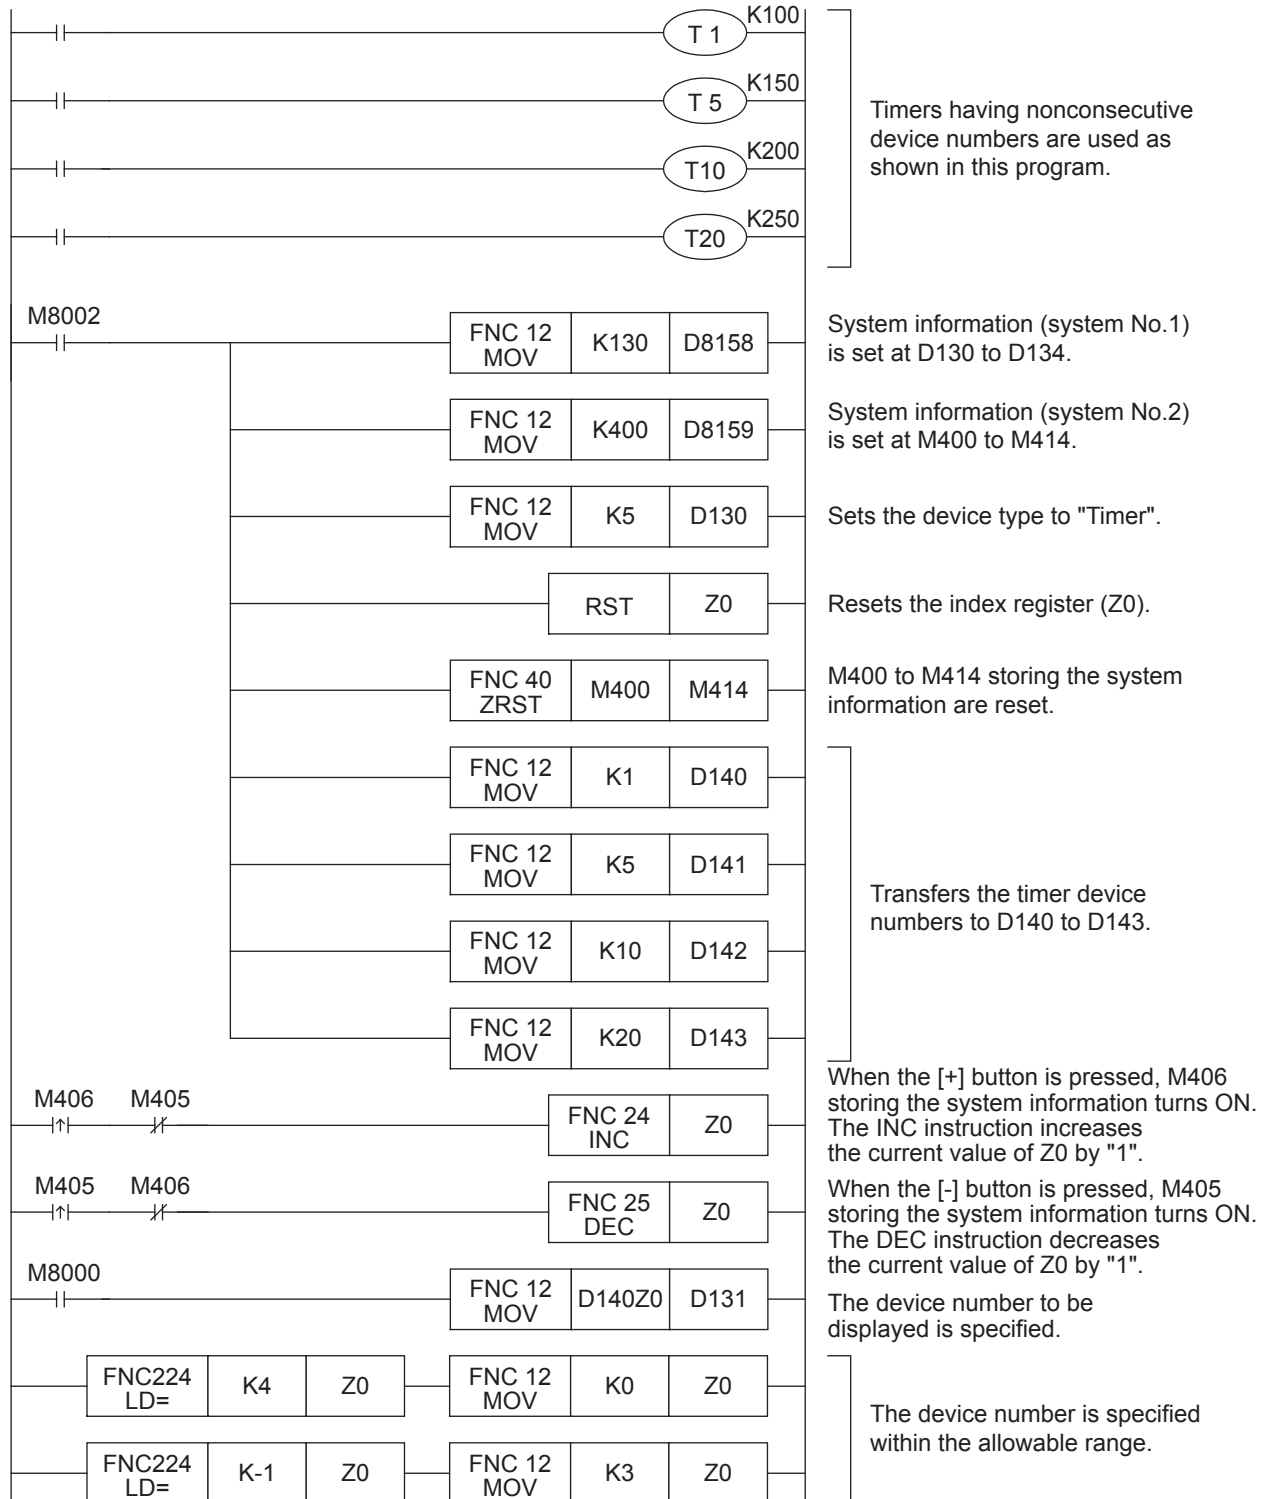 K100
T 1
K150
T 5
Timers having nonconsecutive
device numbers are used as
shown in this program.
K200
T10
K250
T20
M8002
FNC 12
MOV
K130
D8158
System information (system No.1)
is set at D130 to D134.
FNC 12
MOV
K400
D8159
System information (system No.2)
is set at M400 to M414.
FNC 12
MOV
K5
D130
Sets the device type to "Timer".
RST
Z0
Resets the index register (Z0).
FNC 40
ZRST
M400
M414
M400 to M414 storing the system
information are reset.
FNC 12
MOV
K1
D140
FNC 12
MOV
K5
D141
Transfers the timer device
numbers to D140 to D143.
FNC 12
MOV
K10
D142
FNC 12
MOV
K20
D143
M406
M405
FNC 24
INC
Z0
When the [+] button is pressed, M406
storing the system information turns ON.
The INC instruction increases
the current value of Z0 by "1".
M405
M406
FNC 25
DEC
Z0
When the [-] button is pressed, M405
storing the system information turns ON.
The DEC instruction decreases
the current value of Z0 by "1".
M8000
FNC 12
MOV
D140Z0
D131
The device number to be
displayed is specified.
FNC224
LD=
K4
Z0
FNC 12
MOV
K0
Z0
The device number is specified
within the allowable range.
FNC224
LD=
K-1
Z0
FNC 12
MOV
K3
Z0